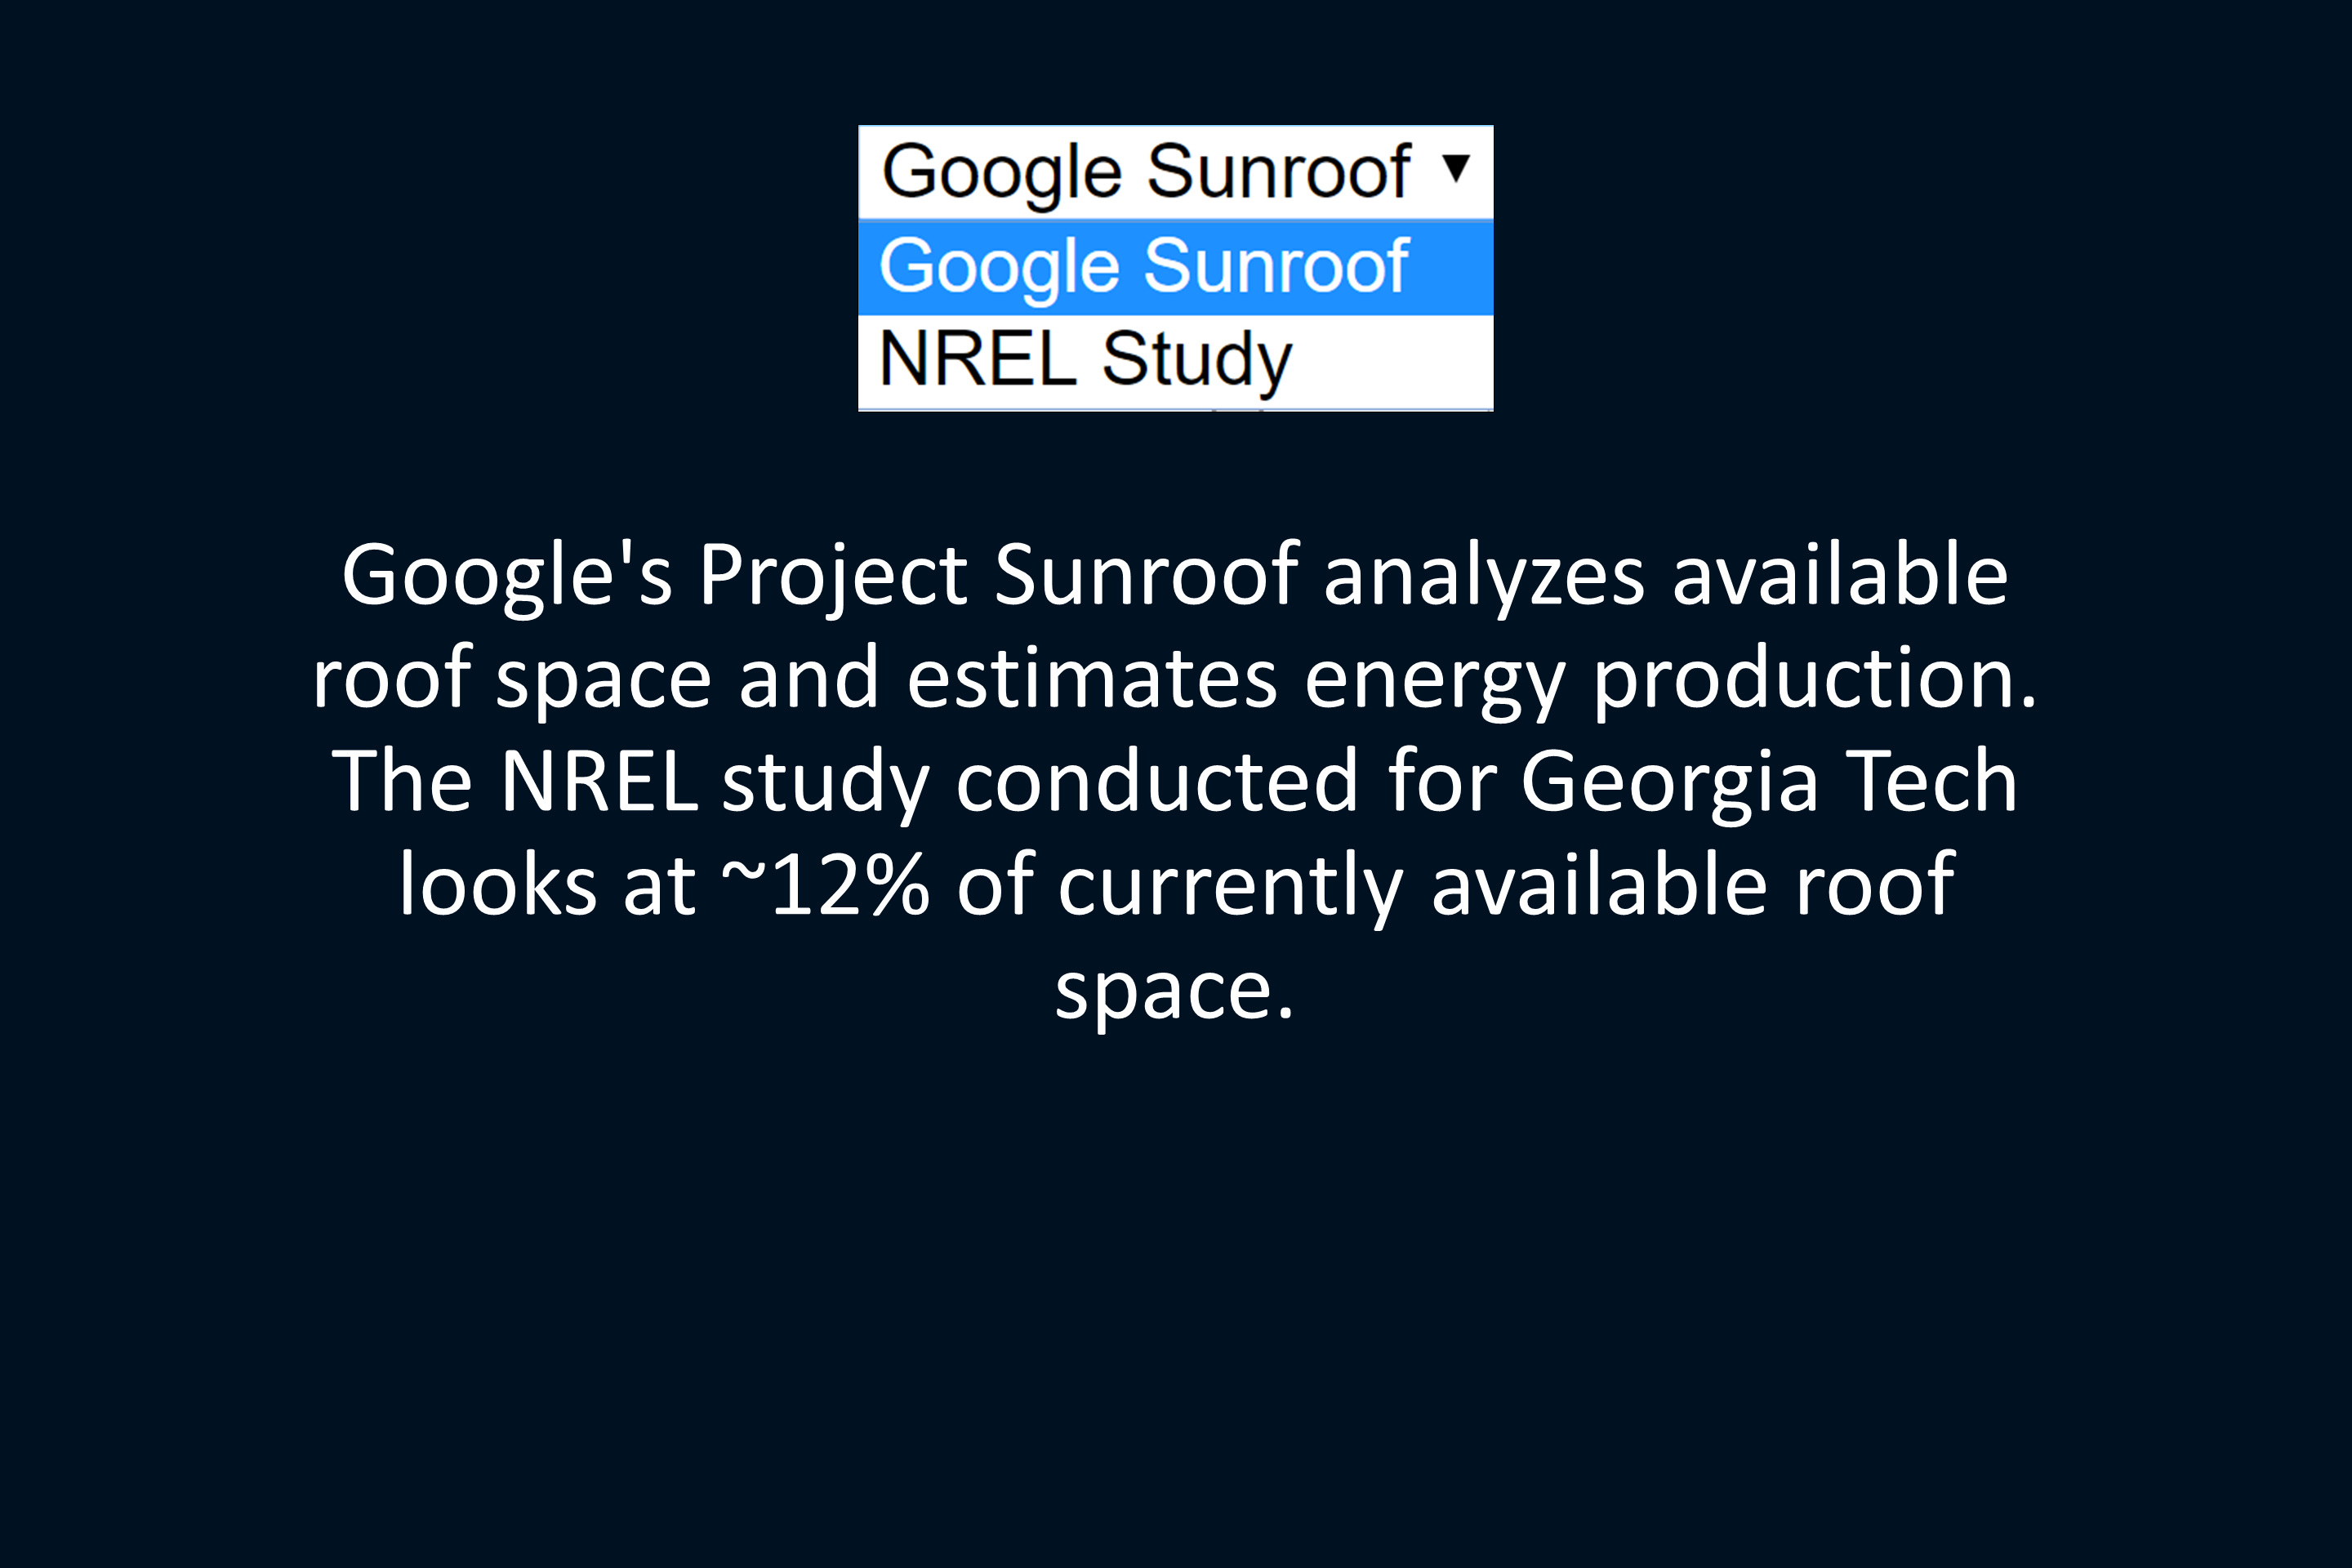 Google Sunroof ▼
Google Sunroof
NREL Study
Google's Project Sunroof analyzes available
roof space and estimates energy production.
The NREL study conducted for Georgia Tech
looks at ~12% of currently available roof
space.